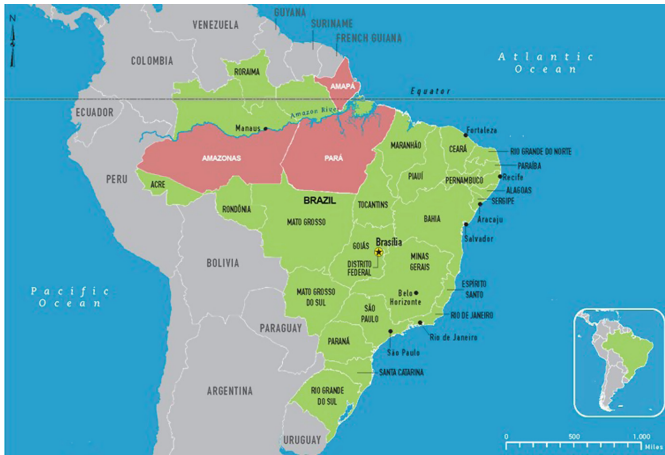 N
VENEZUELA
GUYANA
SURINAME
FRENCH GUIANA
COLOMBIA
Atlantic
Ocean
RORAIMA
AMAPÁ
Equator
ECUADOR
Amazon River
Manaus
Fortaleza
AMAZONAS
PARÁ
MARANHÃO
CEARÁ
RIO GRANDE DO NORTE
PARAÍBA
PERU
PIAUÍ
PERNAMBUCO
Recife
ACRE
ALAGOAS
BRAZIL
SERGIPE
RONDÔNIA
TOCANTINS
MATO GROSSO
BAHIA
Aracaju
Salvador
GOIÁS
Brasília
BOLIVIA
DISTRITO
FEDERAL
MINAS
GERAIS
Pacific
Ocean
MATO GROSSO
DO SUL
Belo
Horizonte
ESPÍRITO
SANTO
SÃO
PAULO
RIO DE JANEIRO
PARAGUAY
Rio de Janeiro
PARANÁ
São Paulo
SANTA CATARINA
ARGENTINA
RIO GRANDE
DO SUL
URUGUAY
0 500 1,000
Miles